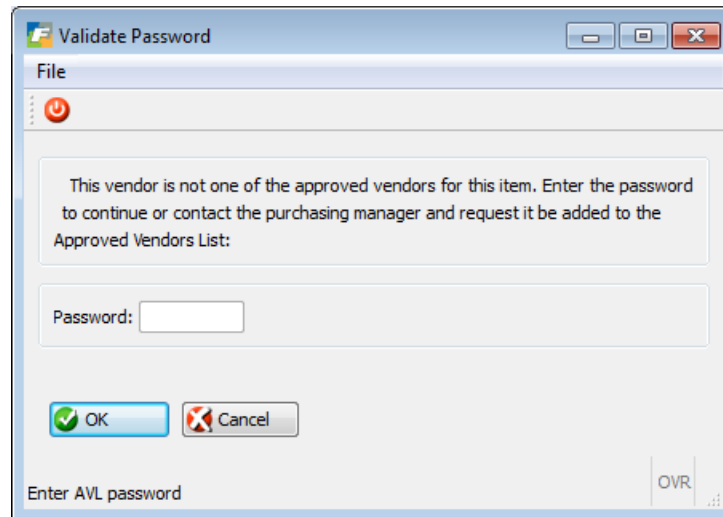 Validate Password
File
This vendor is not one of the approved vendors for this item. Enter the password
to continue or contact the purchasing manager and request it be added to the
Approved Vendors List:
Password:
OK Cancel
Enter AVL password OVR